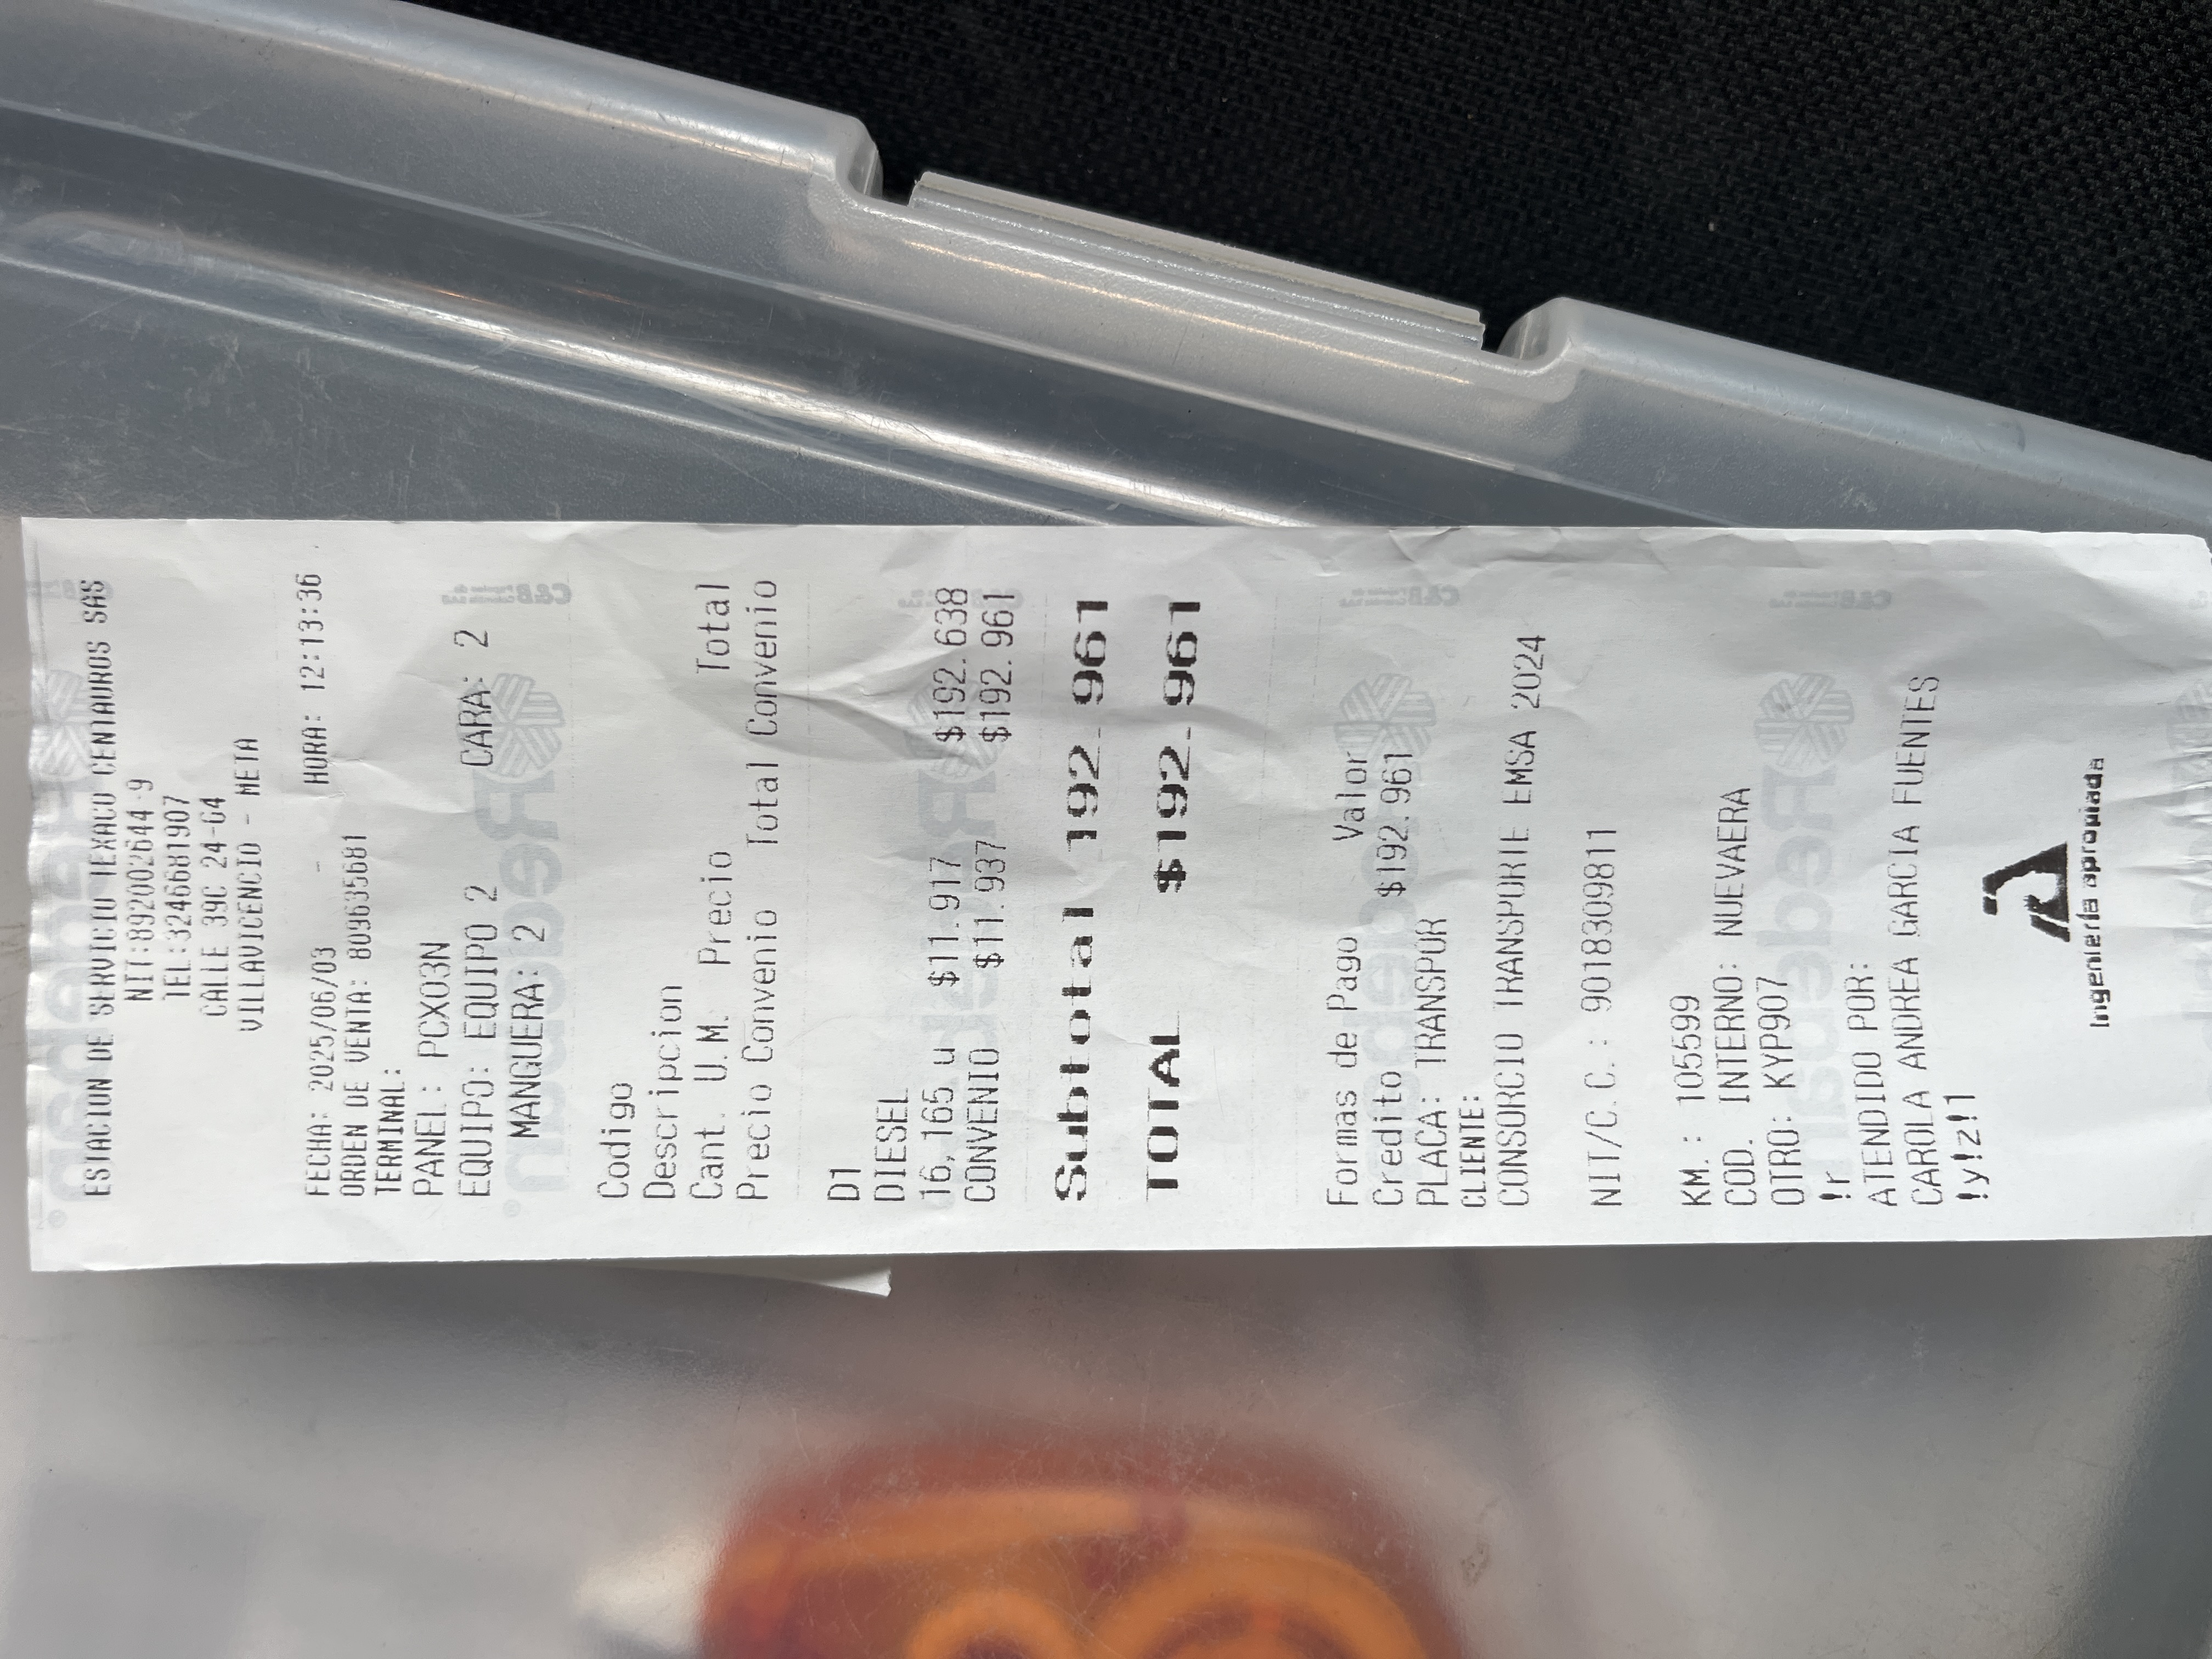 ESTACION DE SERVICIO TEXACO CENTAUROS SAS
NIT:892002644-9
TEL:3246681907
CALLE 39C 24-64
VILLAVICENCIO - META
FECHA: 2025/06/03 - HORA: 12:13:36
ORDEN DE VENTA: 809635681
TERMINAL:
PANEL: PCX03N
EQUIPO: EQUIPO 2 CARA: 2
MANGUERA: 2
Codigo
Descripcion
Cant. U.M. Precio Total
Precio Convenio Total Convenio
D1
DIESEL
16,165 u $11.917 $192.638
CONVENIO $11.937 $192.961
Subtotal 192.961
TOTAL $192.961
Formas de Pago Valor
Credito $192.961
PLACA: TRANSPOR
CLIENTE:
CONSORCIO TRANSPORTE EMSA 2024
NIT/C.C.: 9018309811
KM.: 105599
COD. INTERNO: NUEVAERA
OTRO: KYP907
!r
ATENDIDO POR:
CAROLA ANDREA GARCIA FUENTES
!y!z!1
Ingeniería apropiada